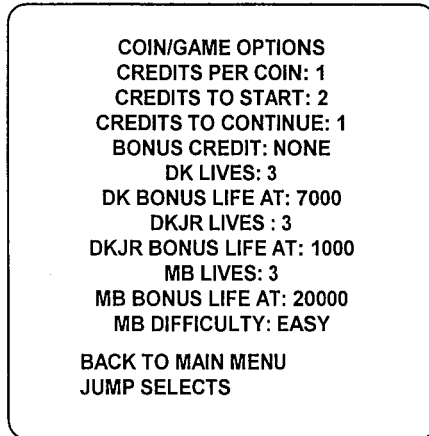 COIN/GAME OPTIONS
CREDITS PER COIN: 1
CREDITS TO START: 2
CREDITS TO CONTINUE: 1
BONUS CREDIT: NONE
DK LIVES: 3
DK BONUS LIFE AT: 7000
DKJR LIVES : 3
DKJR BONUS LIFE AT: 1000
MB LIVES: 3
MB BONUS LIFE AT: 20000
MB DIFFICULTY: EASY
BACK TO MAIN MENU
JUMP SELECTS